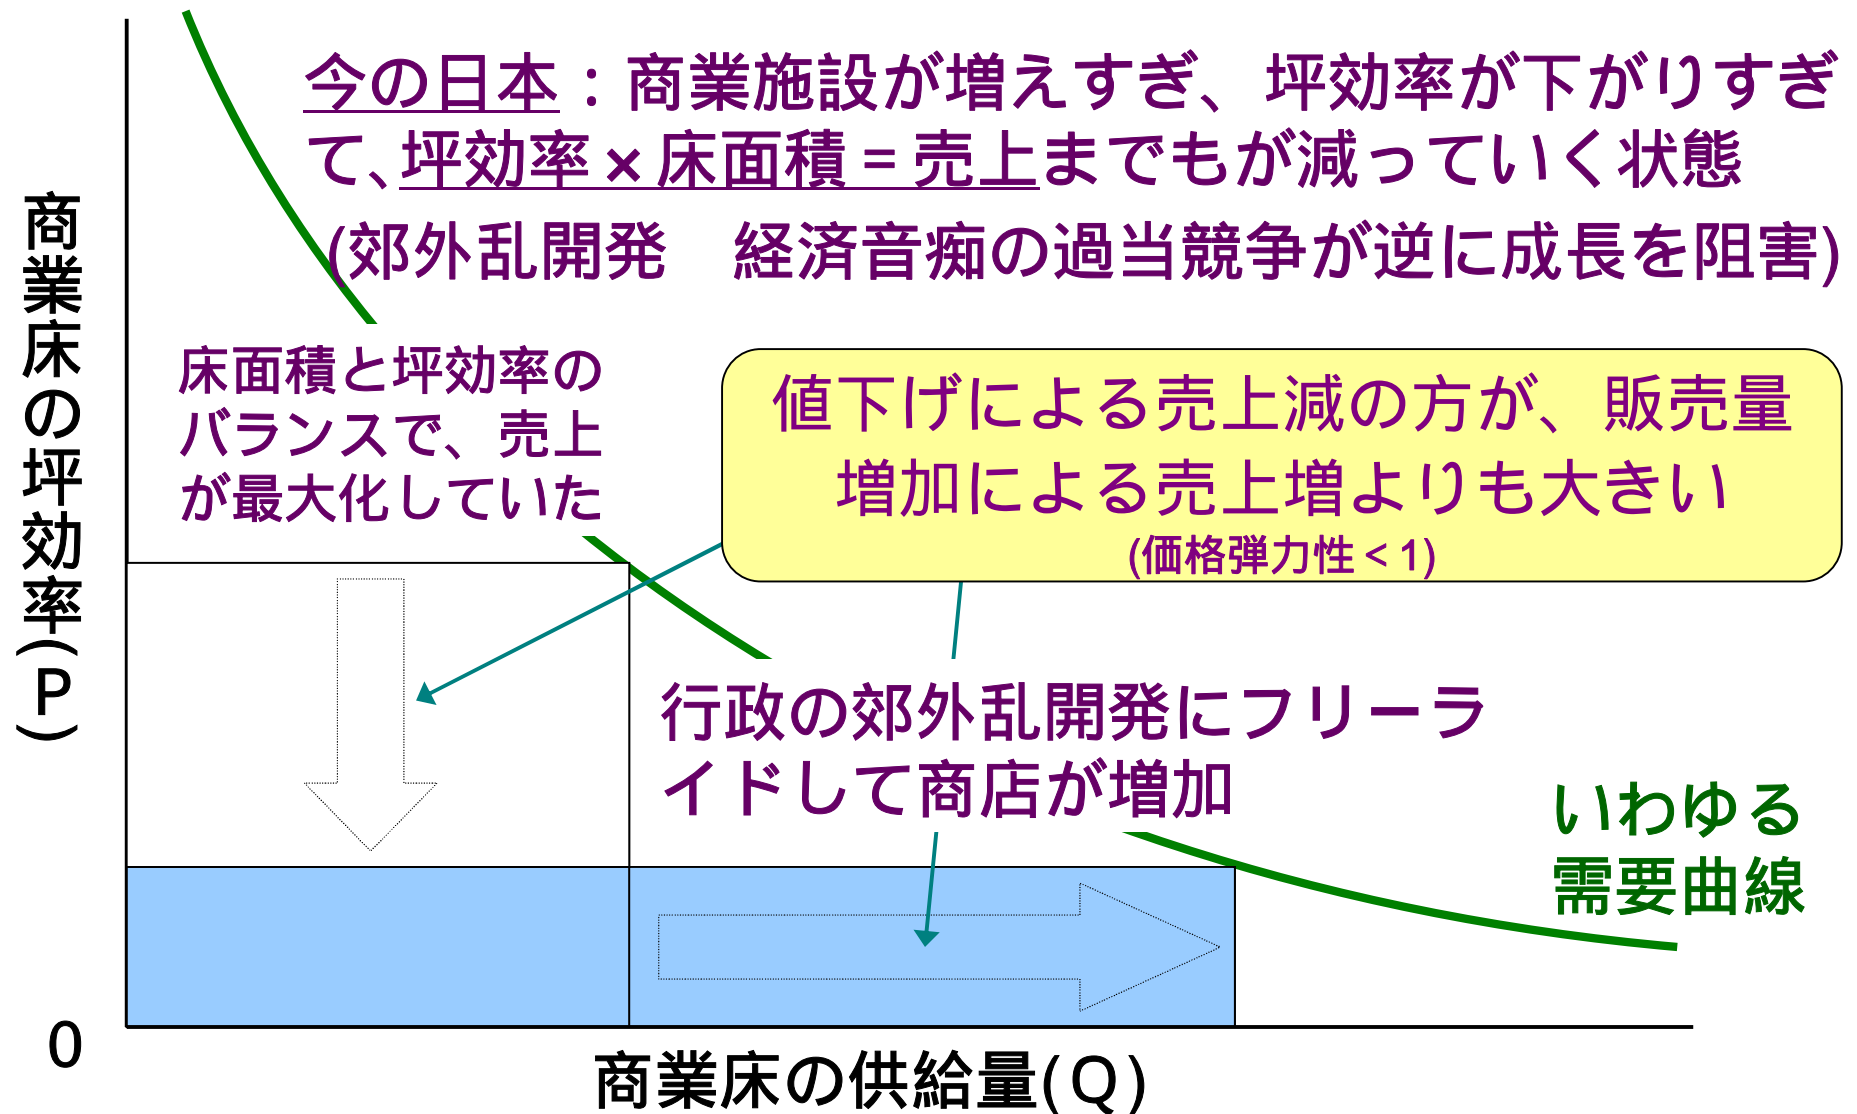 今の日本：商業施設が増えすぎ、坪効率が下がりすぎ
て、坪効率×床面積＝売上までもが減っていく状態
(郊外乱開発　経済音痴の過当競争が逆に成長を阻害)
商業床の坪効率(P)
床面積と坪効率の
バランスで、売上
が最大化していた
値下げによる売上減の方が、販売量
増加による売上増よりも大きい
(価格弾力性<1)
行政の郊外乱開発にフリーラ
イドして商店が増加
いわゆる
需要曲線
0
商業床の供給量(Q)